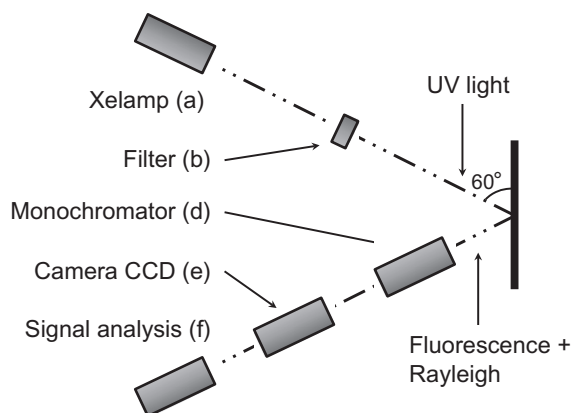 Xelamp (a)
UV light
Filter (b)
60°
Monochromator (d)
Camera CCD (e)
Signal analysis (f)
Fluorescence +
Rayleigh